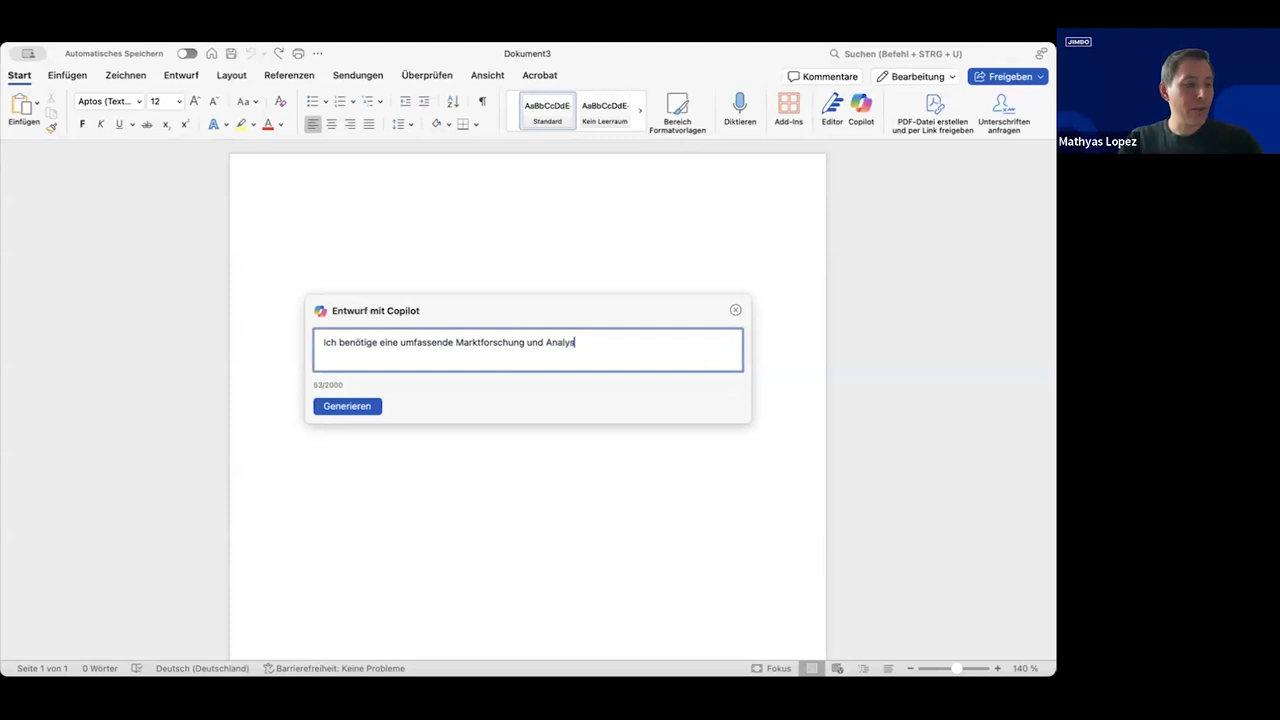 Automatisches Speichern
Dokument3
Suchen (Befehl + STRG + U)
JIMDO
Start Einfügen Zeichnen Entwurf Layout Referenzen Sendungen Überprüfen Ansicht Acrobat
Kommentare Bearbeitung Freigeben
Einfügen
Aptos (Text... 12
Aa
F K U
AaBbCcDdE
Standard
AaBbCcDdE
Kein Leerraum
Bereich
Formatvorlagen
Diktieren
Add-Ins
Editor
Copilot
PDF-Datei erstellen
und per Link freigeben
Unterschriften
anfragen
Mathyas Lopez
Entwurf mit Copilot
Ich benötige eine umfassende Marktforschung und Analys
53/2000
Generieren
Seite 1 von 1 0 Wörter Deutsch (Deutschland) Barrierefreiheit: Keine Probleme Fokus 140 %